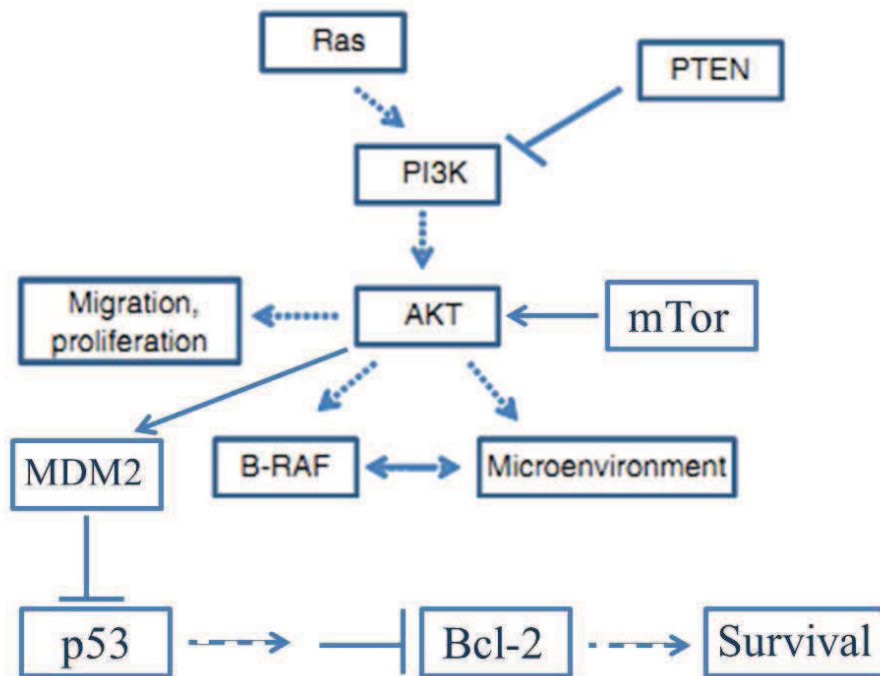 Ras
PTEN
PI3K
Migration,
proliferation
AKT
mTor
MDM2
B-RAF
Microenvironment
p53
Bcl-2
Survival